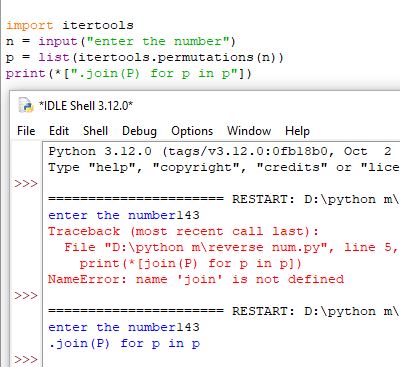 import itertools
n = input("enter the number")
p = list(itertools.permutations(n))
print(*[".join(P) for p in p"])
*IDLE Shell 3.12.0*
File Edit Shell Debug Options Window Help
Python 3.12.0 (tags/v3.12.0:0fb18b0, Oct 2
Type "help", "copyright", "credits" or "lice
>>>
====================== RESTART: D:\python m\
enter the number143
Traceback (most recent call last):
File "D:\python m\reverse num.py", line 5,
print(*[join(P) for p in p])
NameError: name 'join' is not defined
>>>
====================== RESTART: D:\python m\
enter the number143
.join(P) for p in p
>>>